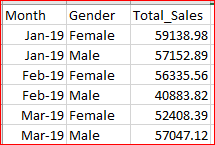 Month Gender Total_Sales
Jan-19 Female 59138.98
Jan-19 Male 57152.89
Feb-19 Female 56335.56
Feb-19 Male 40883.82
Mar-19 Female 52408.39
Mar-19 Male 57047.12